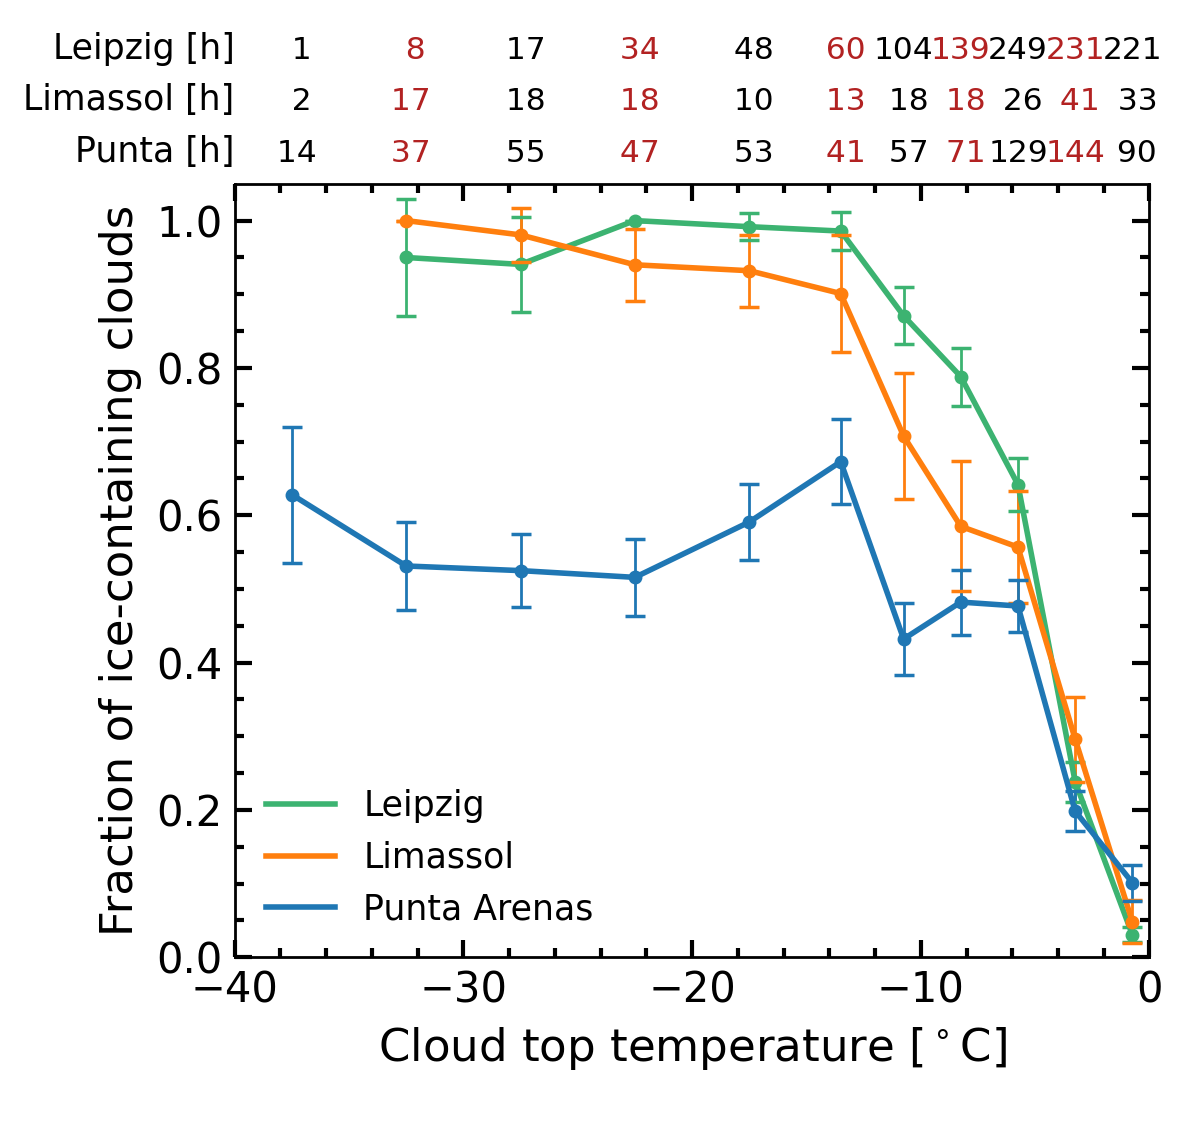 Leipzig [h] 1 8 17 34 48 60 104 139 249 231 221
Limassol [h] 2 17 18 18 10 13 18 18 26 41 33
Punta [h] 14 37 55 47 53 41 57 71 129 144 90
1.0
0.8
0.6
0.4
0.2
0.0
Fraction of ice-containing clouds
Leipzig
Limassol
Punta Arenas
−40 −30 −20 −10 0
Cloud top temperature [°C]